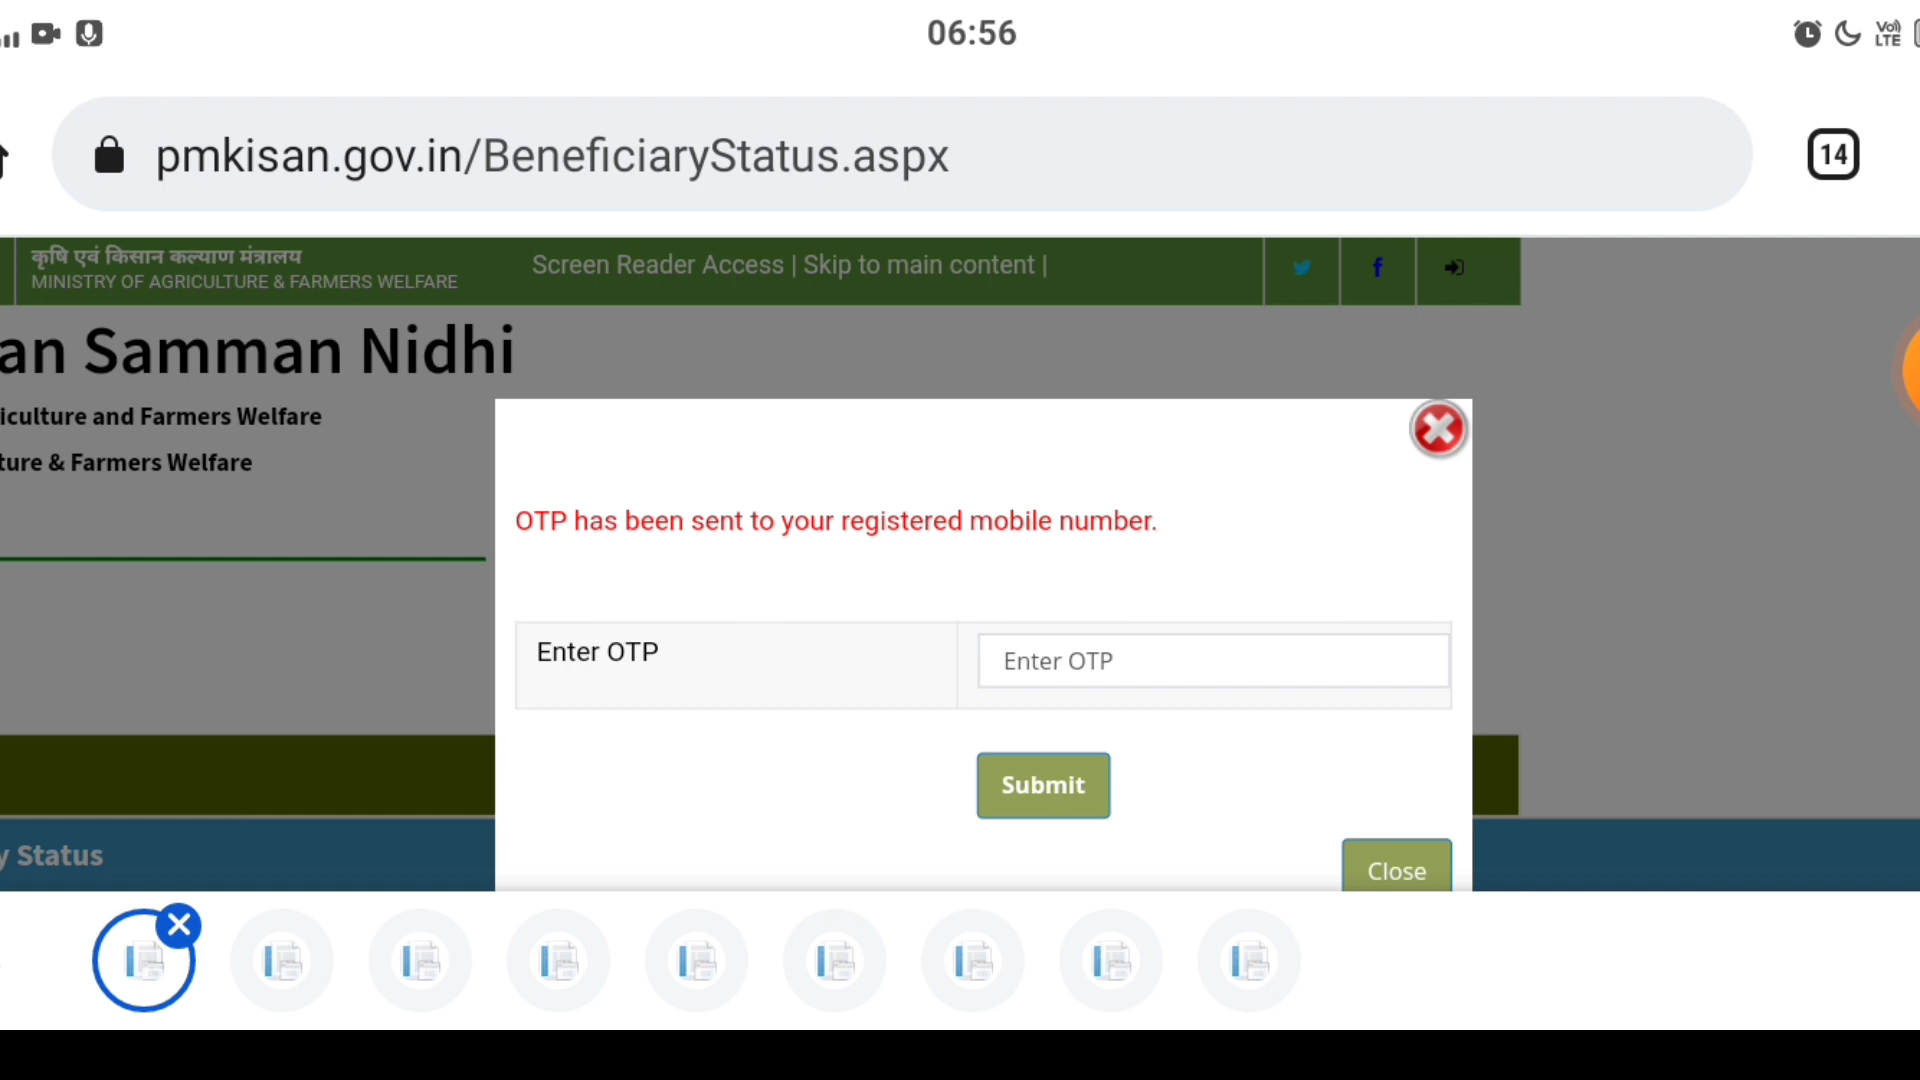 06:56
Vo)) LTE
pmkisan.gov.in/BeneficiaryStatus.aspx
14
कृषि एवं किसान कल्याण मंत्रालय
MINISTRY OF AGRICULTURE & FARMERS WELFARE
Screen Reader Access | Skip to main content |
an Samman Nidhi
iculture and Farmers Welfare
ture & Farmers Welfare
OTP has been sent to your registered mobile number.
Enter OTP
Enter OTP
Submit
y Status
Close